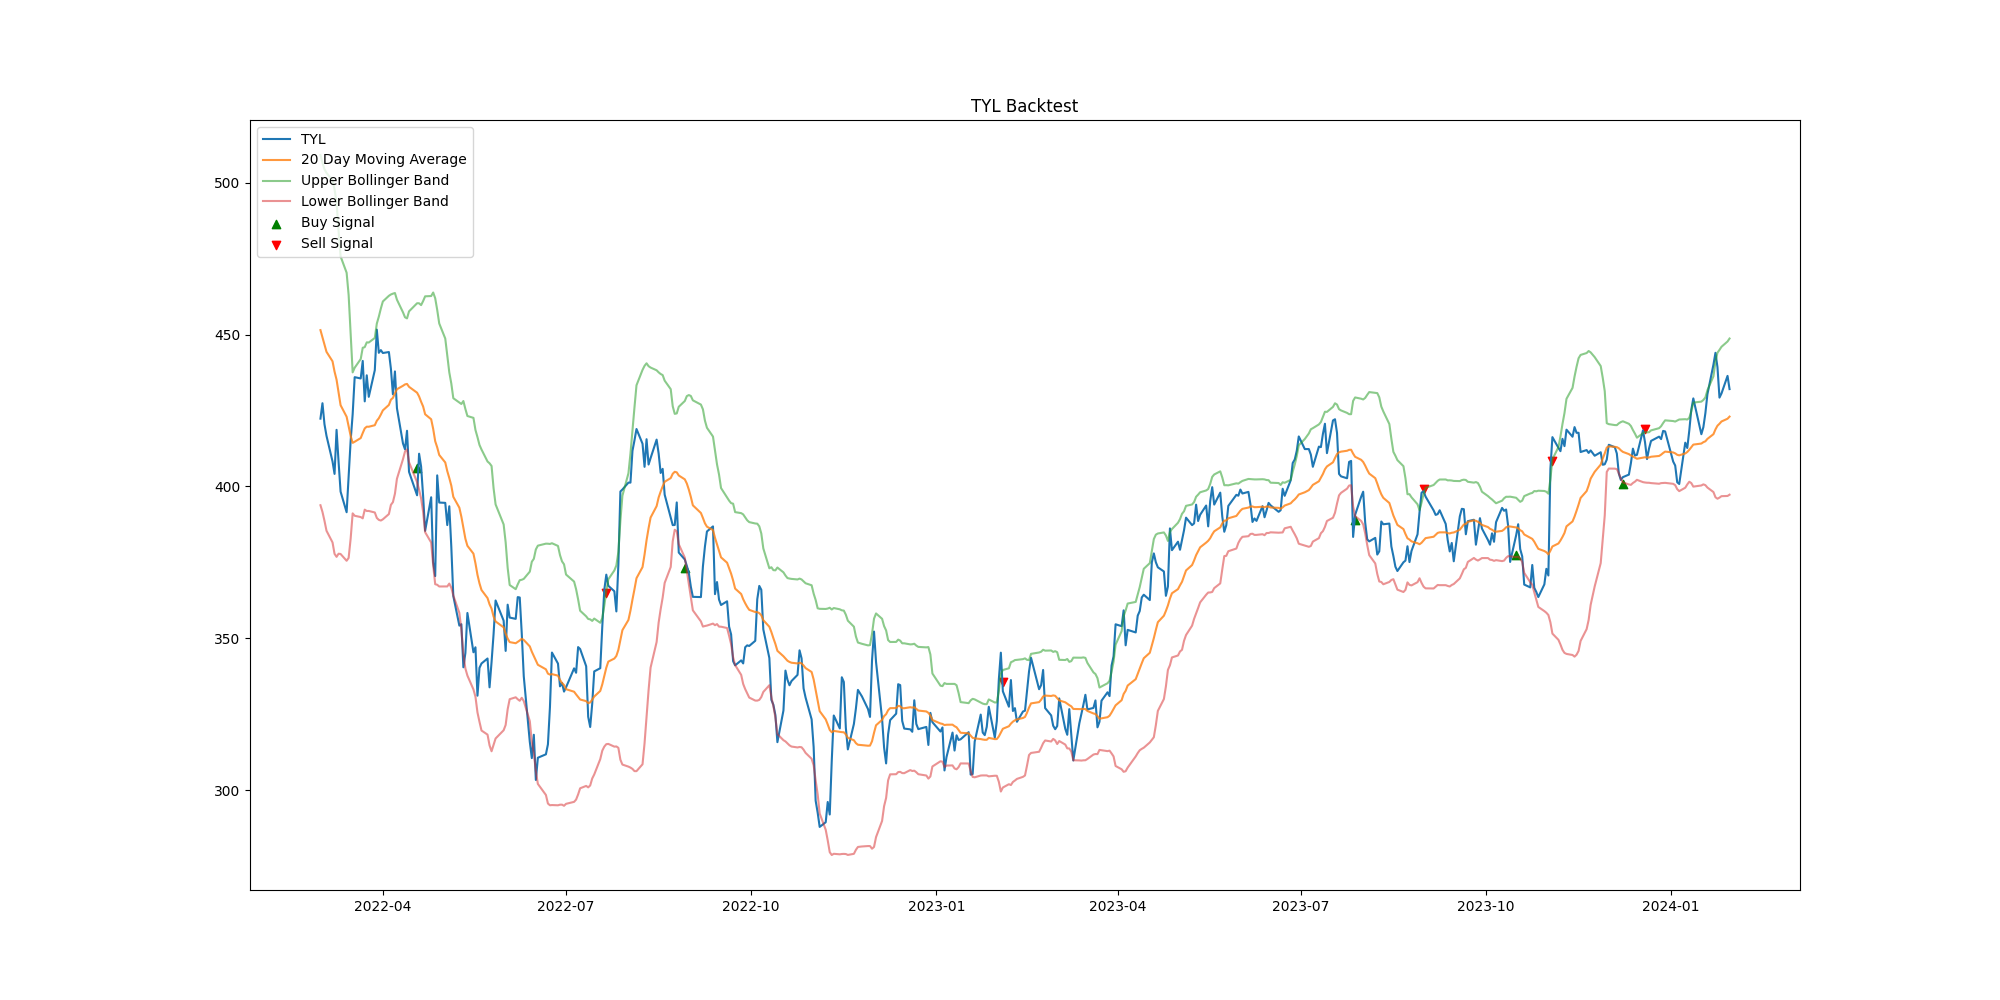 TYL Backtest
TYL
20 Day Moving Average
Upper Bollinger Band
Lower Bollinger Band
Buy Signal
Sell Signal
500
450
400
350
300
2022-04
2022-07
2022-10
2023-01
2023-04
2023-07
2023-10
2024-01